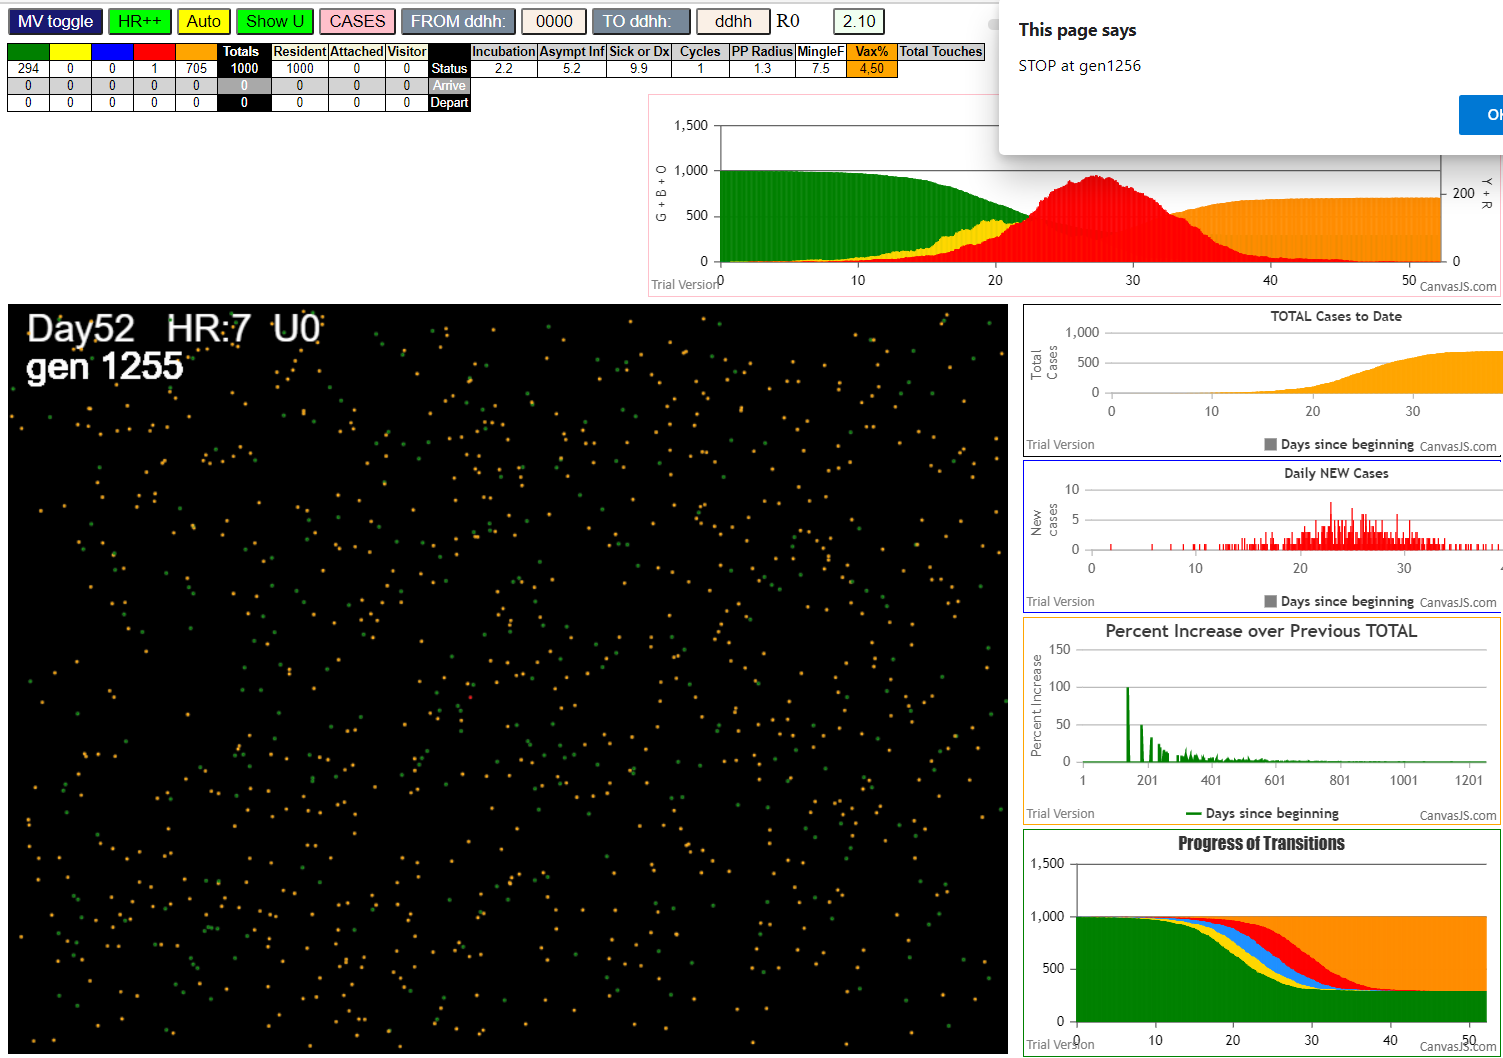 MV toggle HR++ Auto Show U CASES FROM ddhh: 0000 TO ddhh: ddhh R0 2.10
This page says
STOP at gen1256
Totals Resident Attached Visitor Incubation Asympt Inf Sick or Dx Cycles PP Radius MingleF Vax% Total Touches
294 0 0 1 705 1000 1000 0 0 Status 2.2 5.2 9.9 1 1.3 7.5 4,50
0 0 0 0 0 0 0 0 0 Arrive
0 0 0 0 0 0 0 0 0 Depart
1,500
1,000
500
0
G + B + O
200
0
Y + R
0 10 20 30 40 50
Trial Version CanvasJS.com
Day52 HR:7 U0
gen 1255
TOTAL Cases to Date
Total
Cases
1,000
500
0
0 10 20 30
Days since beginning
Trial Version CanvasJS.com
Daily NEW Cases
New
cases
10
5
0
0 10 20 30
Days since beginning
Trial Version CanvasJS.com
Percent Increase over Previous TOTAL
Percent Increase
150
100
50
0
1 201 401 601 801 1001 1201
Days since beginning
Trial Version CanvasJS.com
Progress of Transitions
1,500
1,000
500
0
0 10 20 30 40 50
Trial Version CanvasJS.com